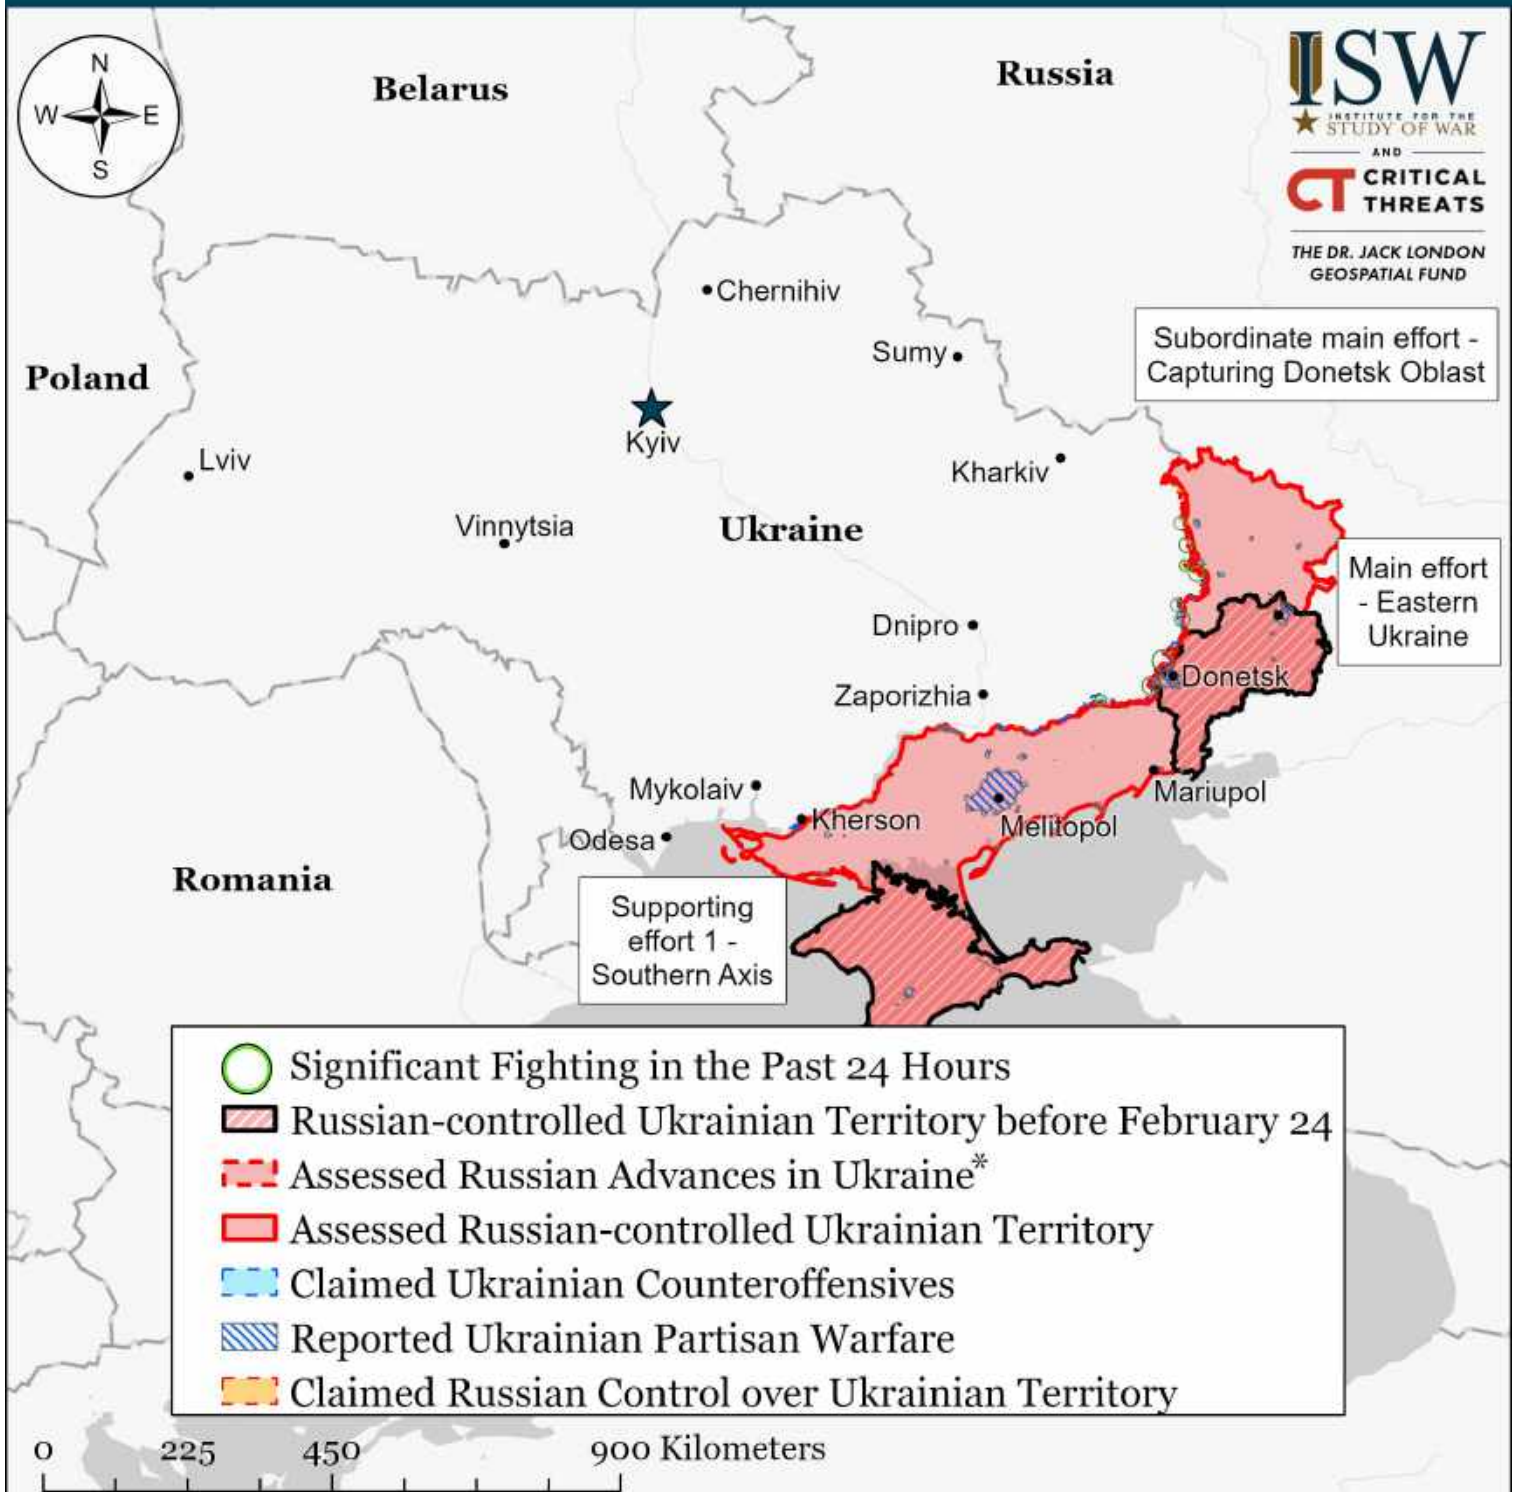 N
W
E
S
Belarus
Russia
ISW
INSTITUTE FOR THE
STUDY OF WAR
AND
CT CRITICAL
THREATS
THE DR. JACK LONDON
GEOSPATIAL FUND
Chernihiv
Subordinate main effort -
Capturing Donetsk Oblast
Sumy
Poland
Kyiv
Lviv
Kharkiv
Vinnytsia
Ukraine
Main effort
- Eastern
Ukraine
Dnipro
Donetsk
Zaporizhia
Mykolaiv
Mariupol
Kherson
Melitopol
Odesa
Romania
Supporting
effort 1 -
Southern Axis
Significant Fighting in the Past 24 Hours
Russian-controlled Ukrainian Territory before February 24
Assessed Russian Advances in Ukraine*
Assessed Russian-controlled Ukrainian Territory
Claimed Ukrainian Counteroffensives
Reported Ukrainian Partisan Warfare
Claimed Russian Control over Ukrainian Territory
0 225 450 900 Kilometers